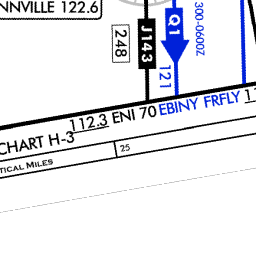 NNVILLE 122.6
248
J143
Q1
121
300-0600Z
112.3 ENI 70 EBINY FRFLY
CHART H-3
25
TICAL MILES